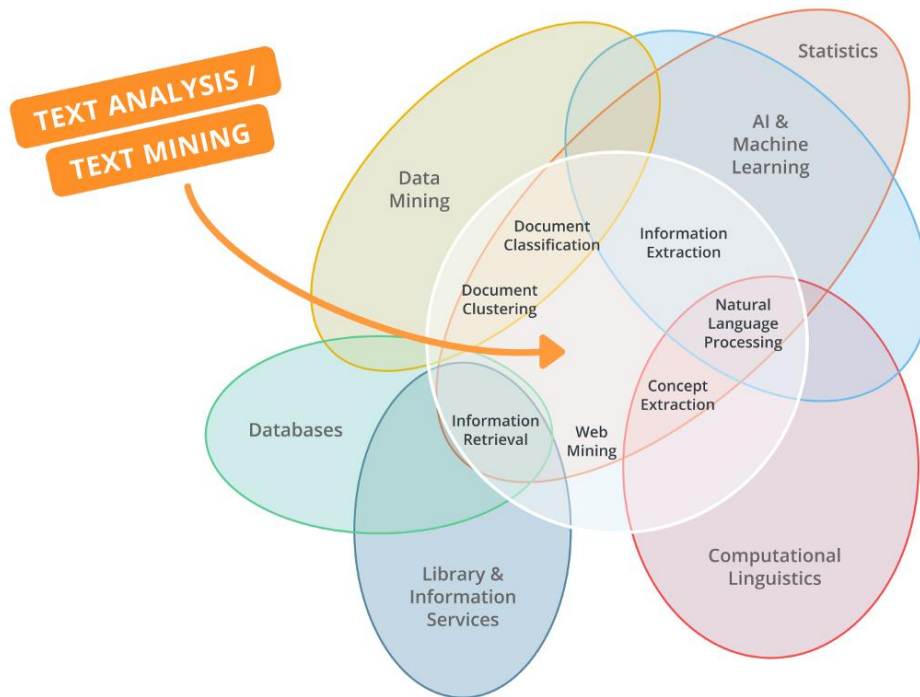 TEXT ANALYSIS /
TEXT MINING
Statistics
AI &
Machine
Learning
Data
Mining
Document
Classification
Information
Extraction
Document
Clustering
Natural
Language
Processing
Concept
Extraction
Databases
Information
Retrieval
Web
Mining
Library &
Information
Services
Computational
Linguistics